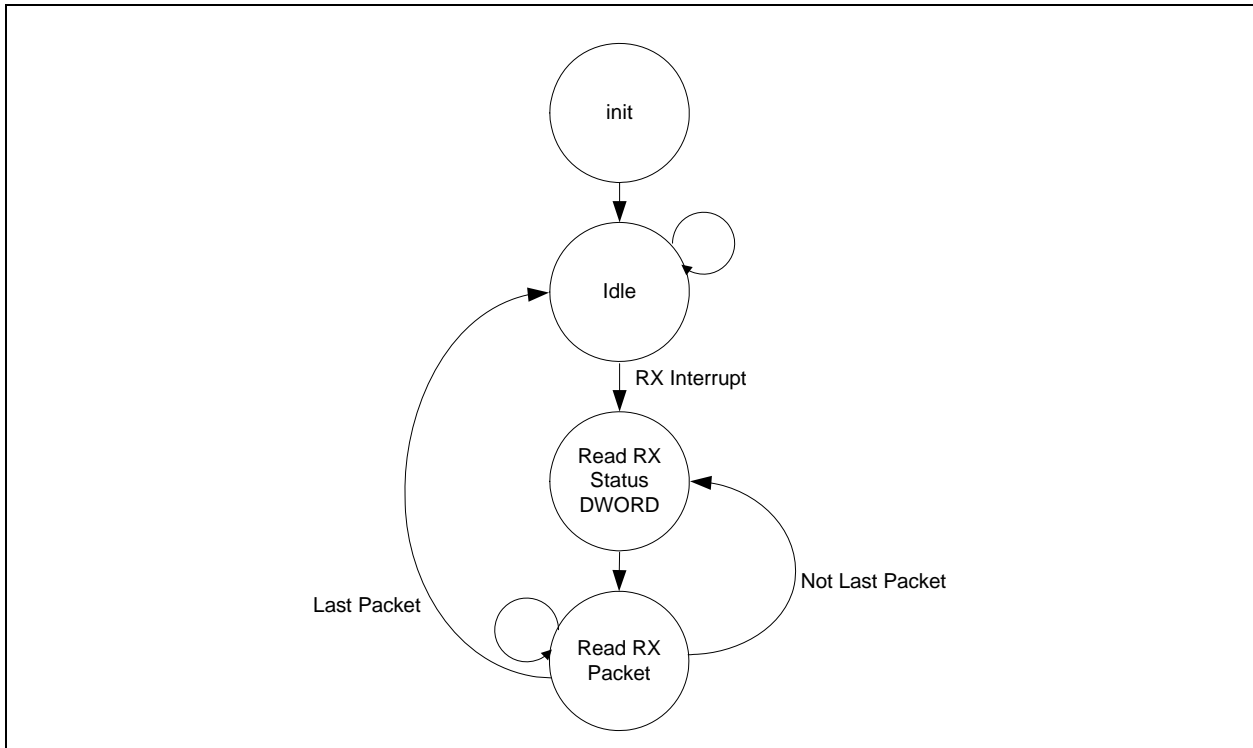 init
Idle
RX Interrupt
Read RX
Status
DWORD
Not Last Packet
Last Packet
Read RX
Packet